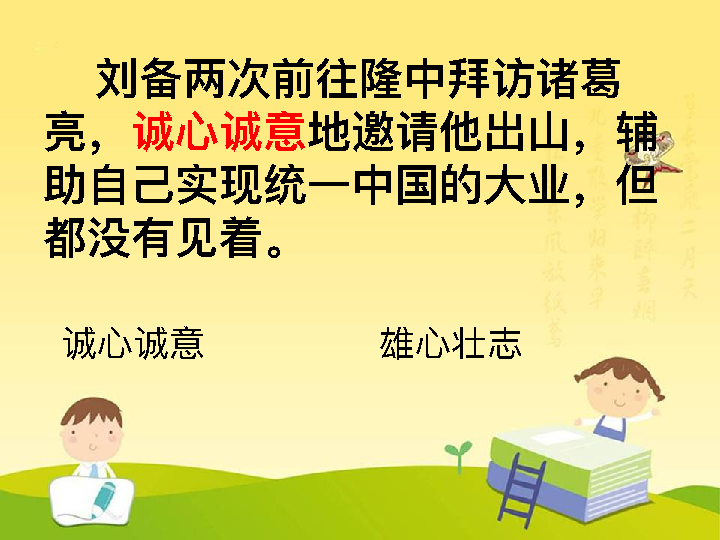 刘备两次前往隆中拜访诸葛
亮，诚心诚意地邀请他出山，辅
助自己实现统一中国的大业，但
都没有见着。
诚心诚意 雄心壮志